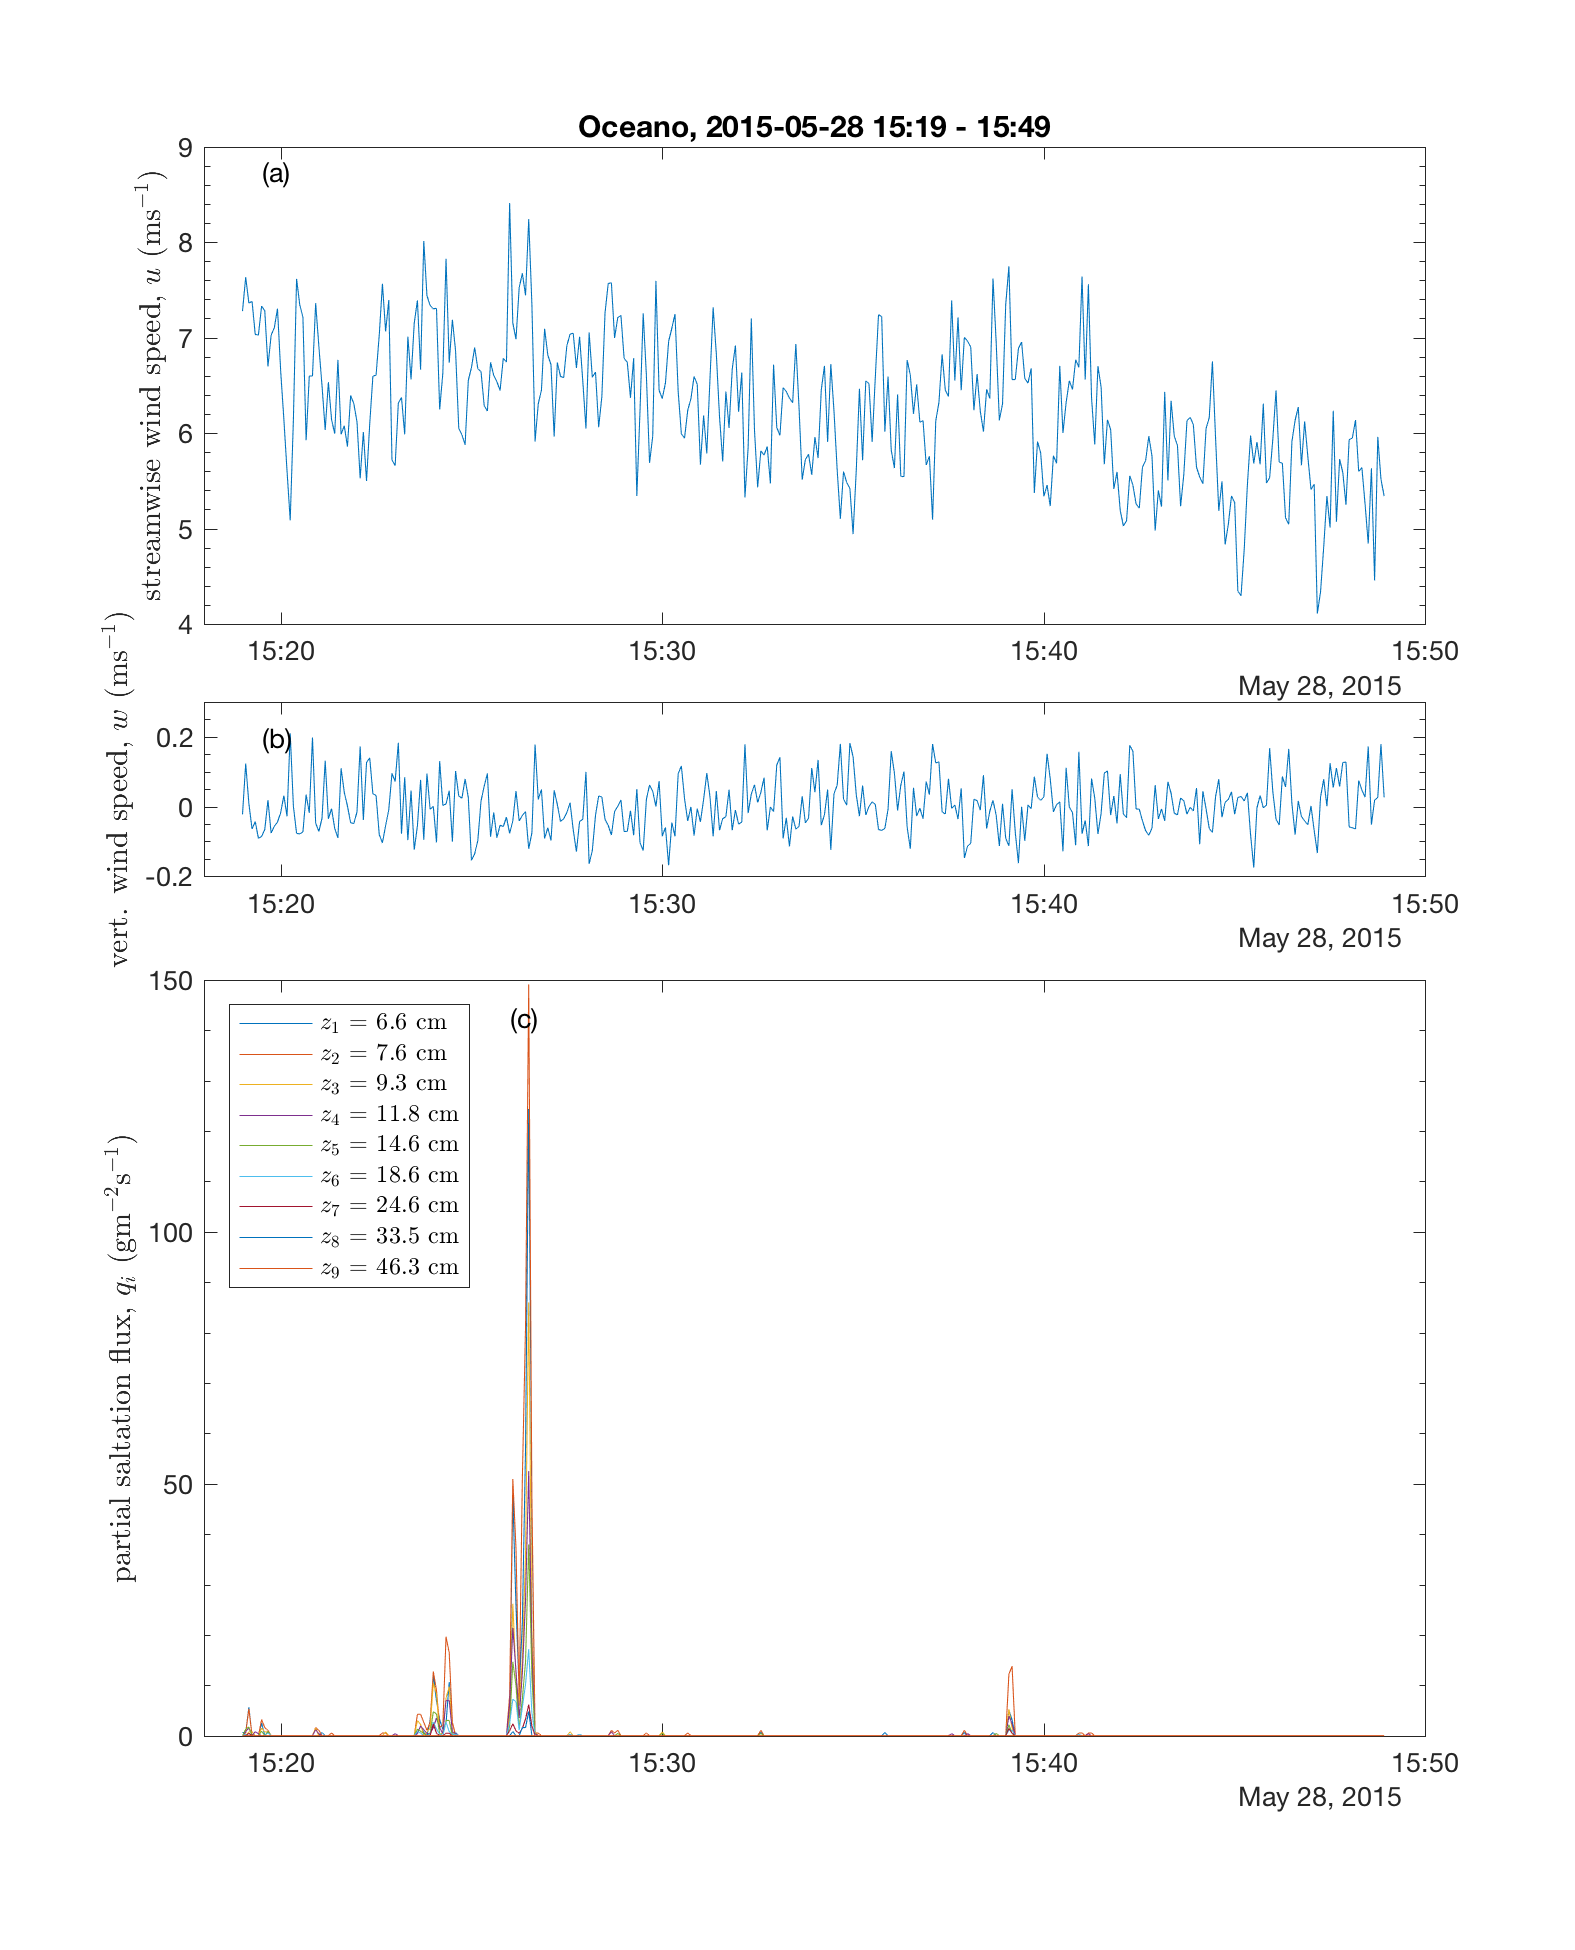 Oceano, 2015-05-28 15:19 - 15:49
(a)
streamwise wind speed, u (ms⁻¹)
9
8
7
6
5
4
15:20 15:30 15:40 15:50
May 28, 2015
(b)
vert. wind speed, w (ms⁻¹)
0.2
0
-0.2
15:20 15:30 15:40 15:50
May 28, 2015
(c)
partial saltation flux, qᵢ (gm⁻²s⁻¹)
150
100
50
0
z₁ = 6.6 cm
z₂ = 7.6 cm
z₃ = 9.3 cm
z₄ = 11.8 cm
z₅ = 14.6 cm
z₆ = 18.6 cm
z₇ = 24.6 cm
z₈ = 33.5 cm
z₉ = 46.3 cm
15:20 15:30 15:40 15:50
May 28, 2015